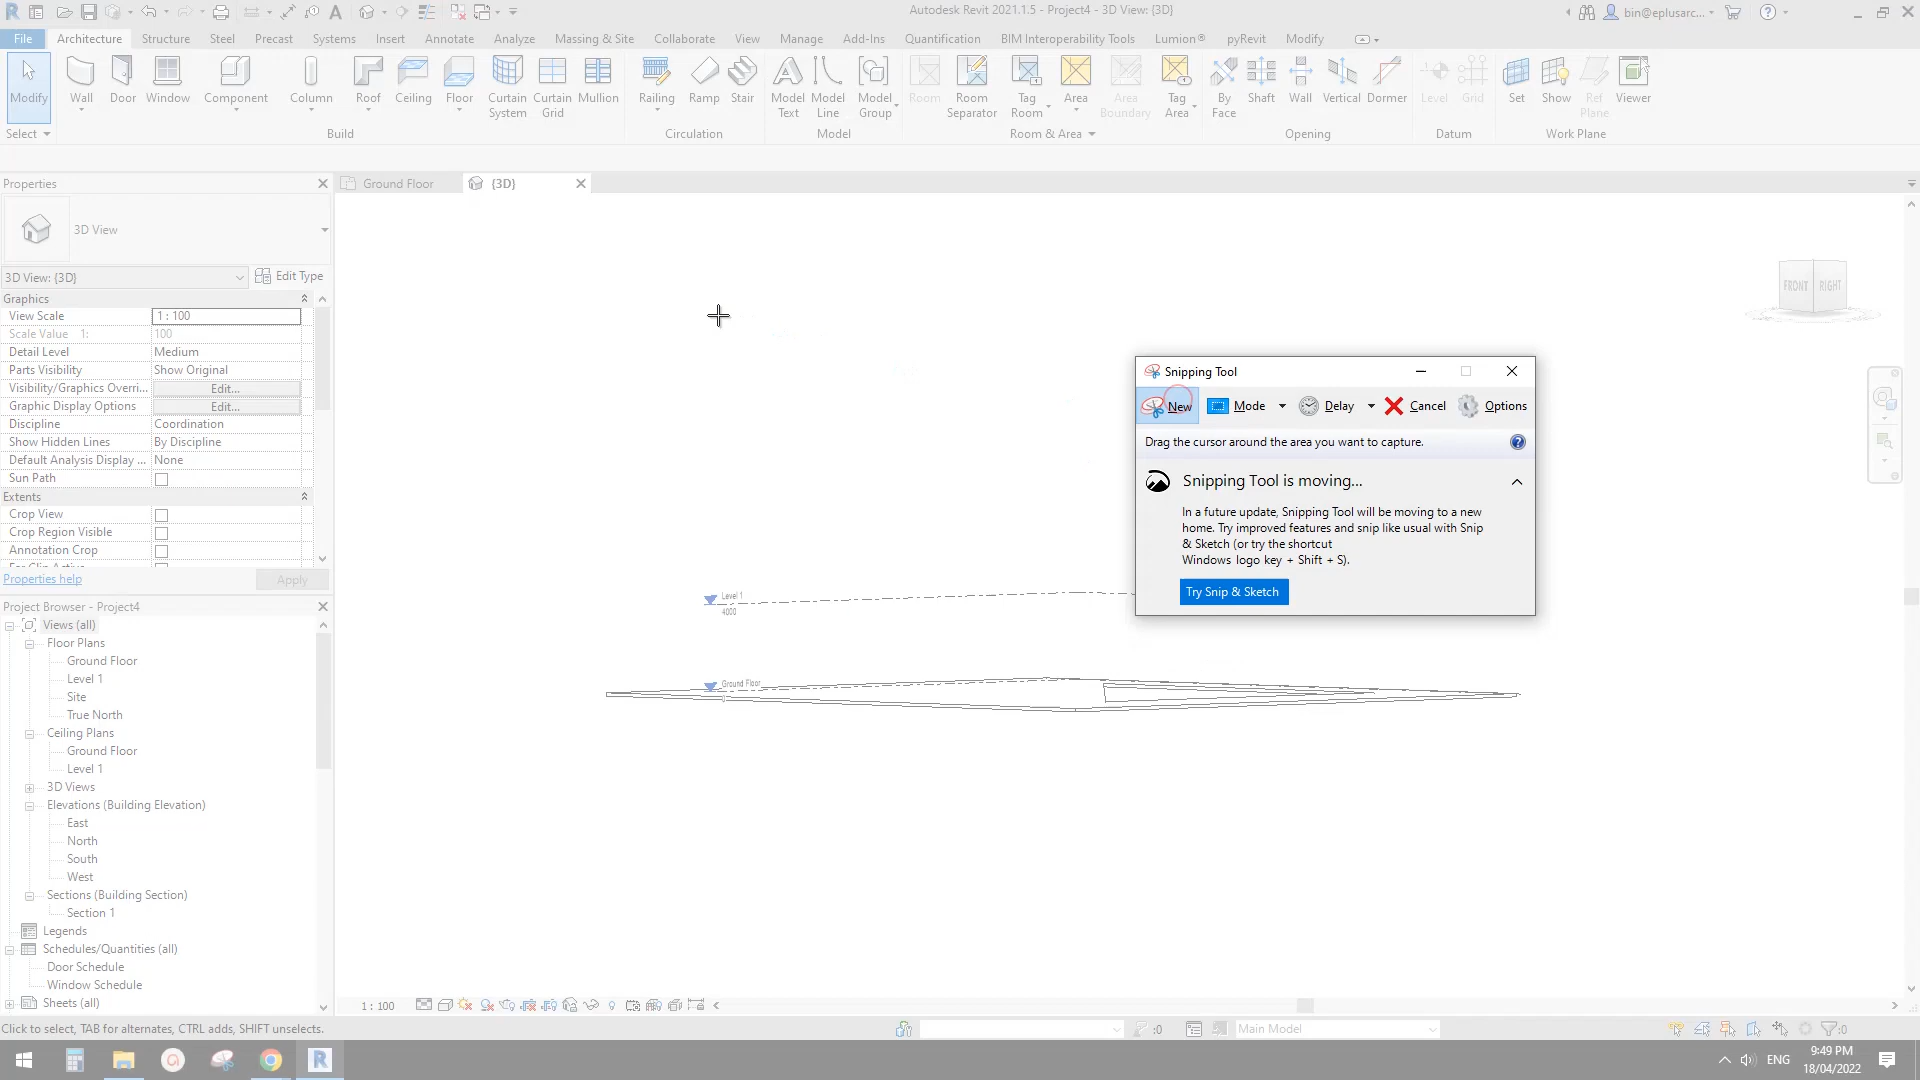 Autodesk Revit 2021.1.5 - Project4 - 3D View: {3D}
bin@eplusarc...
File
Architecture
Structure
Steel
Precast
Systems
Insert
Annotate
Analyze
Massing & Site
Collaborate
View
Manage
Add-Ins
Quantification
BIM Interoperability Tools
Lumion®
pyRevit
Modify
Modify
Wall
Door
Window
Component
Column
Roof
Ceiling
Floor
Curtain
System
Curtain
Grid
Mullion
Railing
Ramp
Stair
Model
Text
Model
Line
Model
Group
Room
Room
Separator
Tag
Room
Area
Area
Boundary
Tag
Area
By
Face
Shaft
Wall
Vertical
Dormer
Level
Grid
Set
Show
Ref
Plane
Viewer
Select
Build
Circulation
Model
Room & Area
Opening
Datum
Work Plane
Properties
Ground Floor
{3D}
3D View
3D View: {3D}
Edit Type
Graphics
View Scale
1 : 100
Scale Value 1:
100
Detail Level
Medium
Parts Visibility
Show Original
Visibility/Graphics Overri...
Edit...
Graphic Display Options
Edit...
Discipline
Coordination
Show Hidden Lines
By Discipline
Default Analysis Display ...
None
Sun Path
Extents
Crop View
Crop Region Visible
Annotation Crop
Properties help
Apply
Project Browser - Project4
Views (all)
Floor Plans
Ground Floor
Level 1
Site
True North
Ceiling Plans
Ground Floor
Level 1
3D Views
Elevations (Building Elevation)
East
North
South
West
Sections (Building Section)
Section 1
Legends
Schedules/Quantities (all)
Door Schedule
Window Schedule
Sheets (all)
FRONT
RIGHT
Level 1
4000
Ground Floor
Snipping Tool
New
Mode
Delay
Cancel
Options
Drag the cursor around the area you want to capture.
Snipping Tool is moving...
In a future update, Snipping Tool will be moving to a new
home. Try improved features and snip like usual with Snip
& Sketch (or try the shortcut
Windows logo key + Shift + S).
Try Snip & Sketch
1 : 100
Click to select, TAB for alternates, CTRL adds, SHIFT unselects.
:0
Main Model
:0
ENG
9:49 PM
18/04/2022